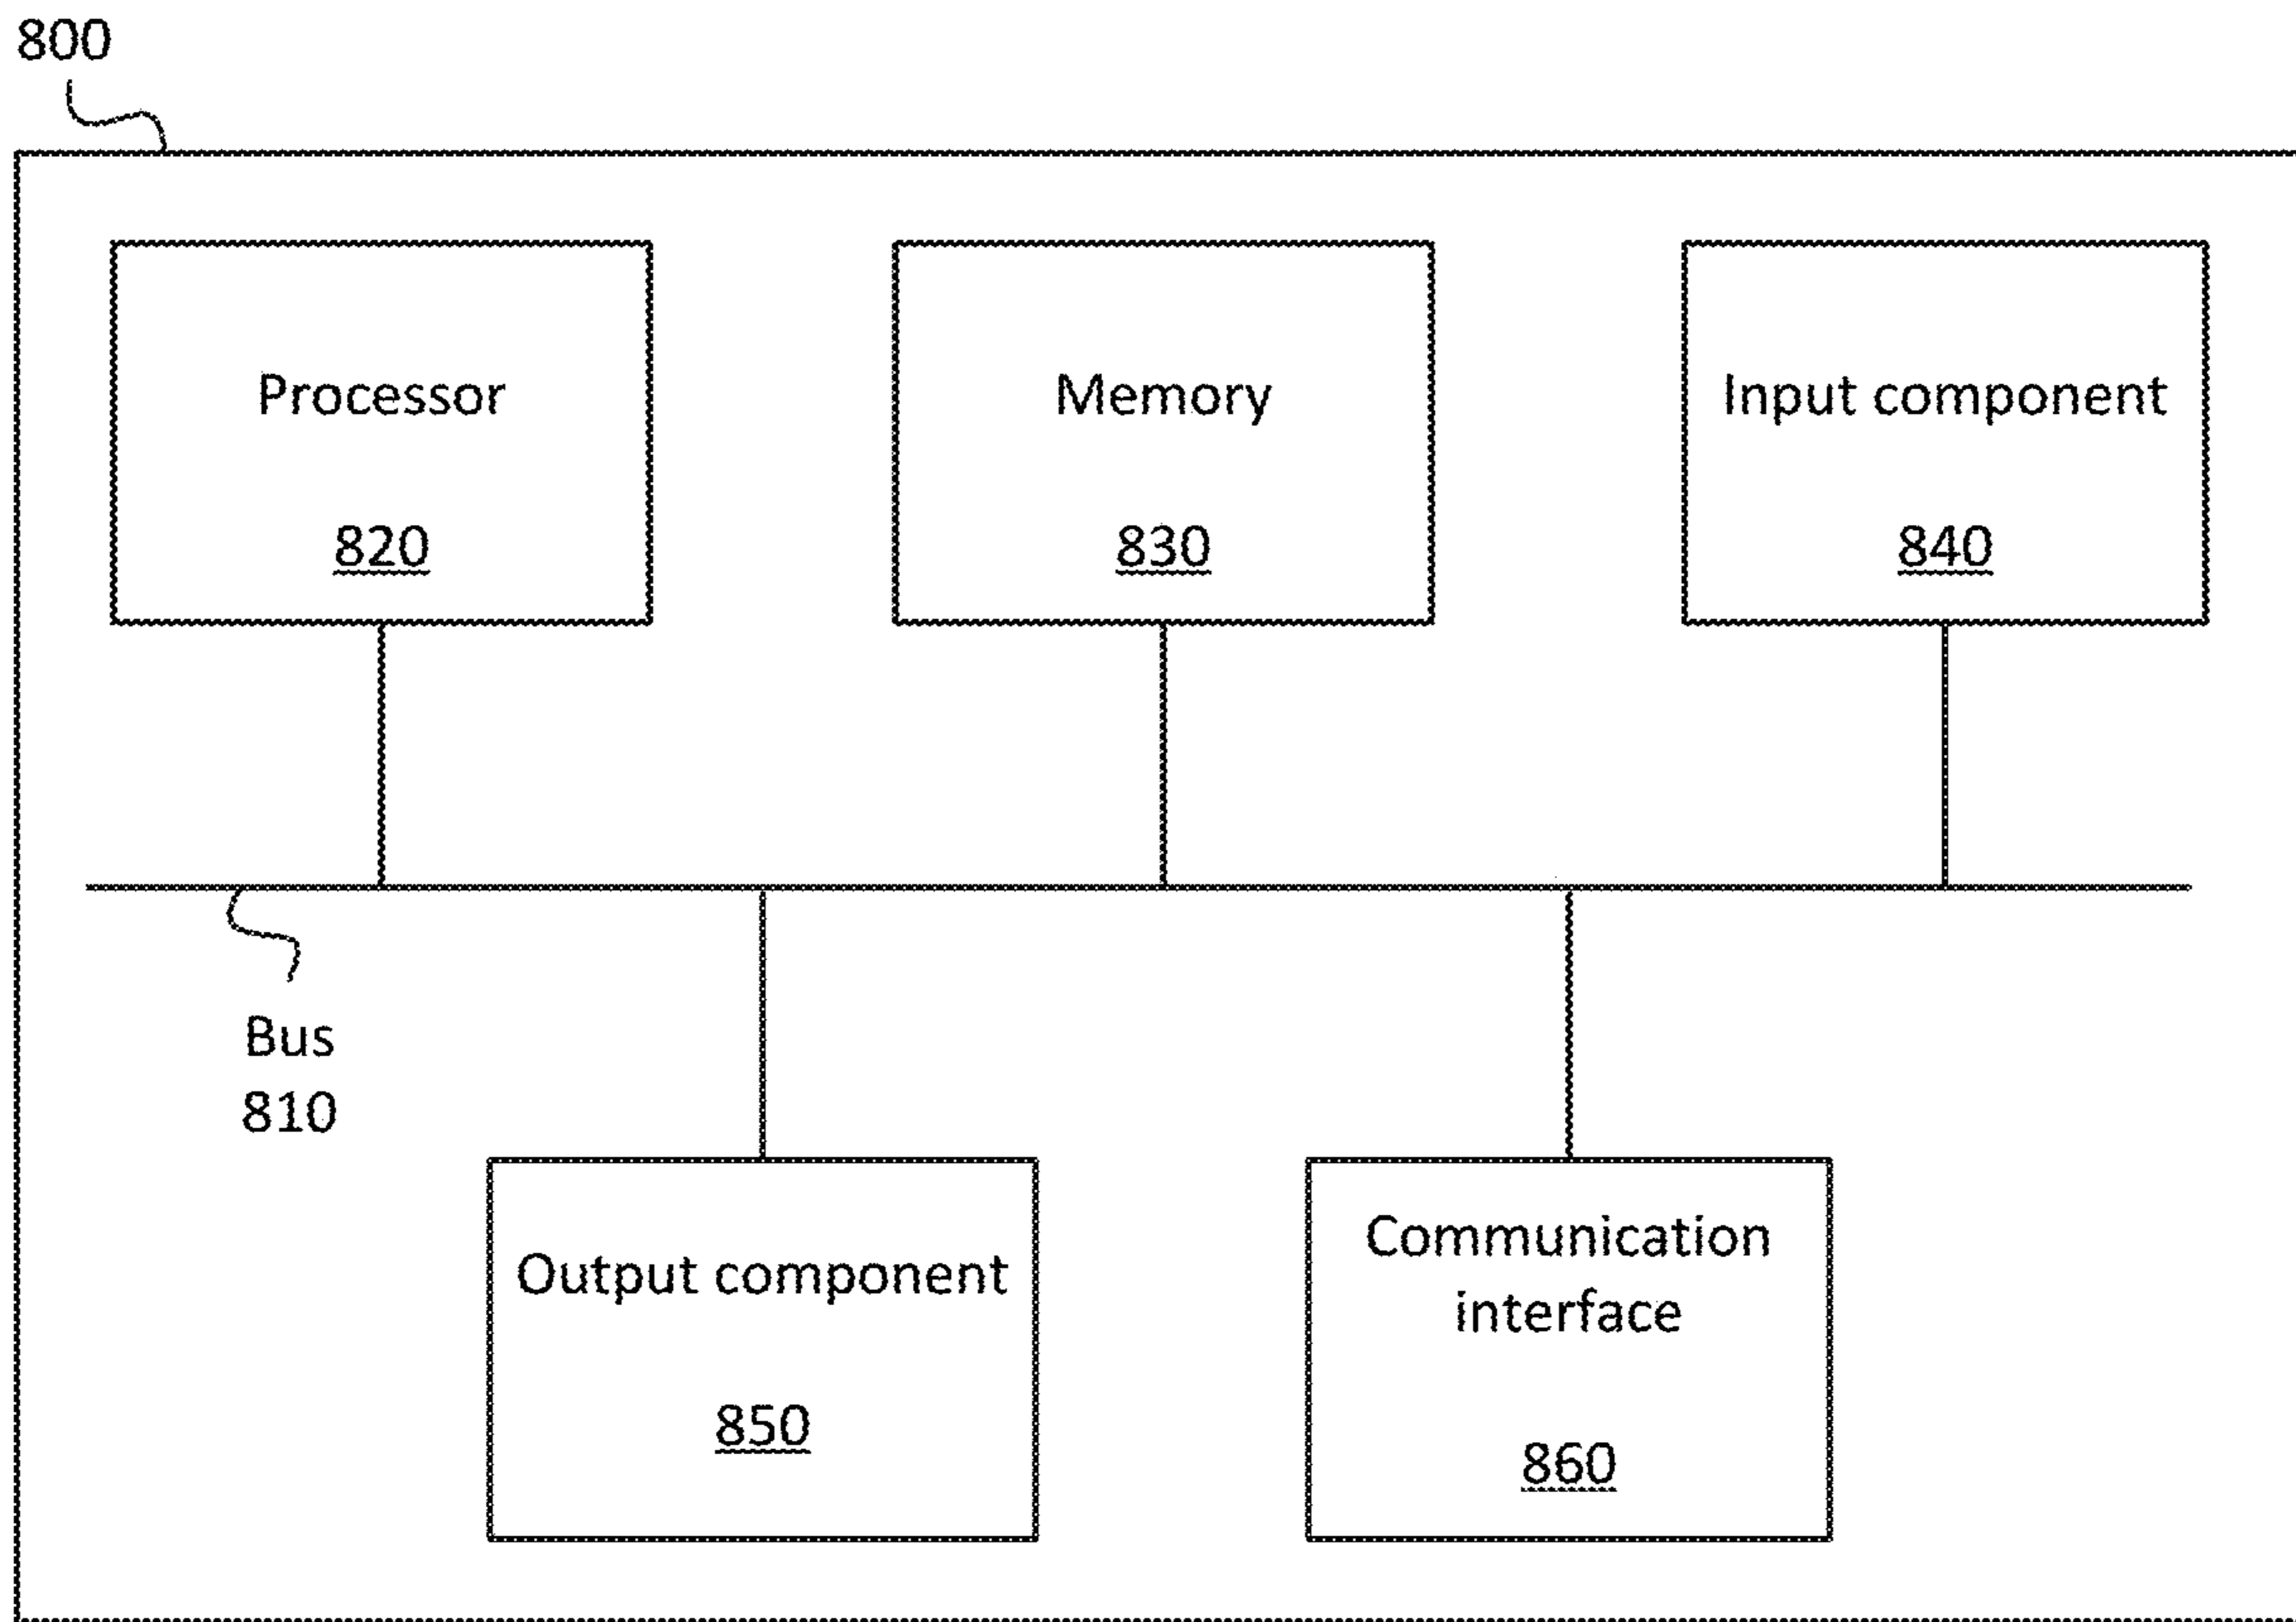 800
Processor
820
Memory
830
Input component
840
Bus
810
Output component
850
Communication
interface
860